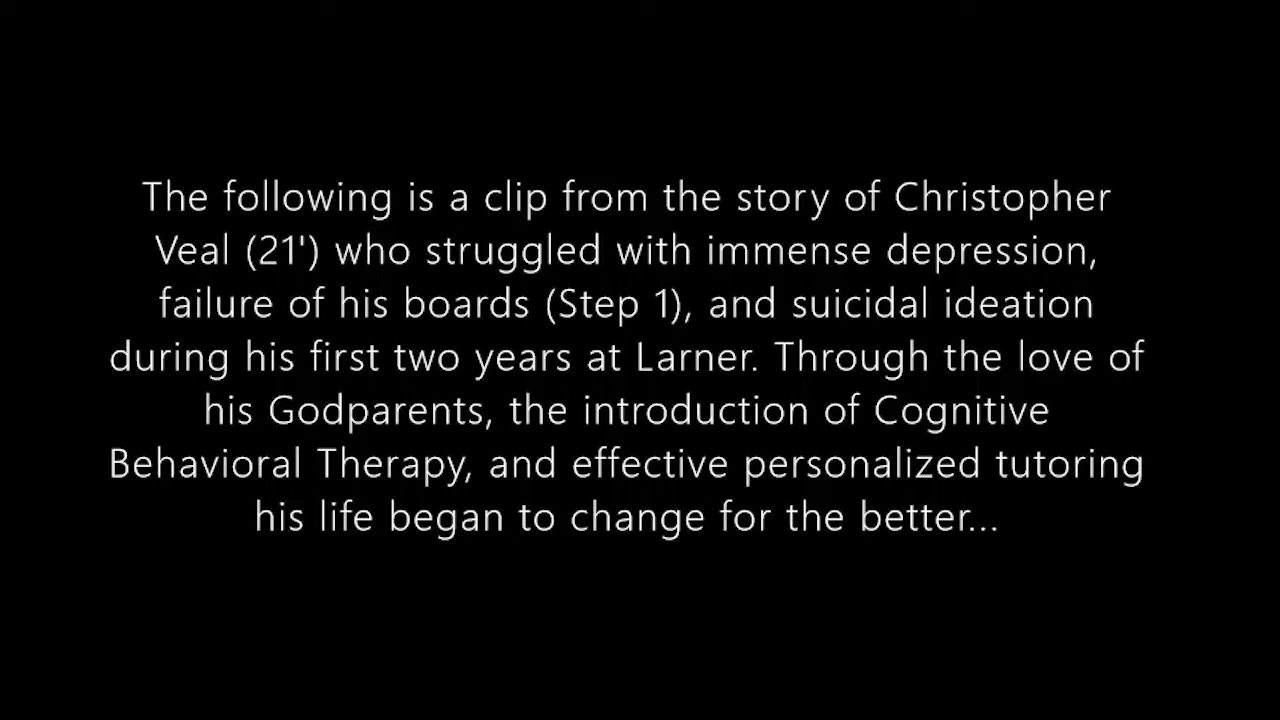 The following is a clip from the story of Christopher
Veal (21') who struggled with immense depression,
failure of his boards (Step 1), and suicidal ideation
during his first two years at Larner. Through the love of
his Godparents, the introduction of Cognitive
Behavioral Therapy, and effective personalized tutoring
his life began to change for the better...